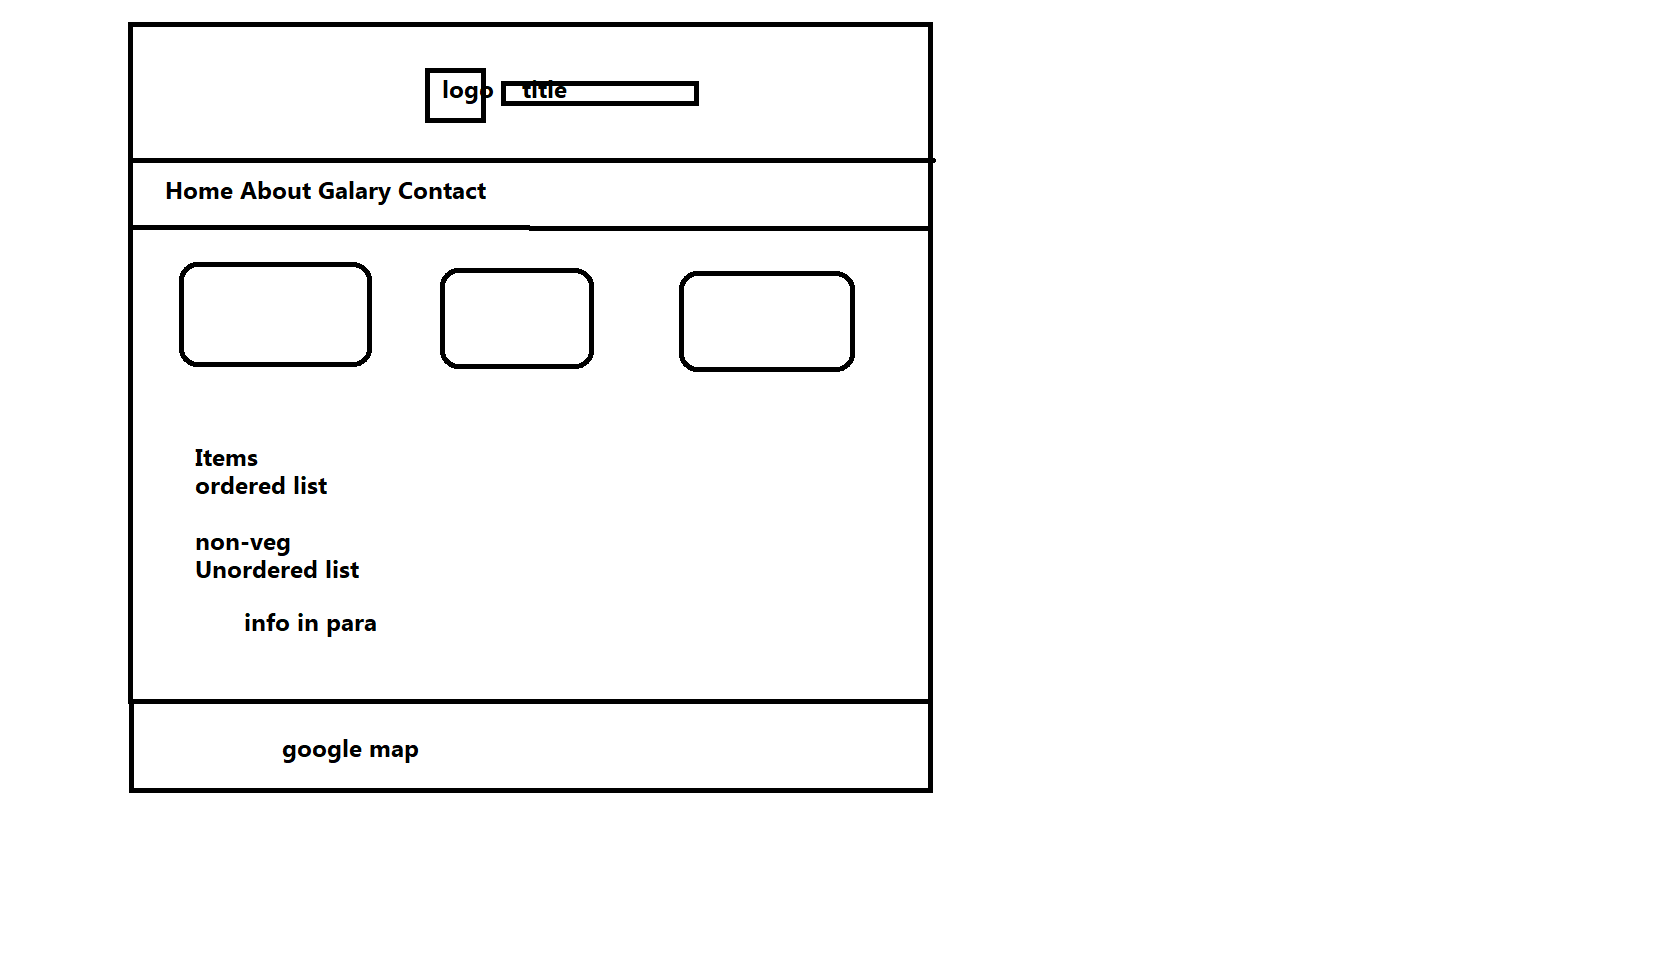 logo title
Home About Galary Contact
Items
ordered list
non-veg
Unordered list
info in para
google map